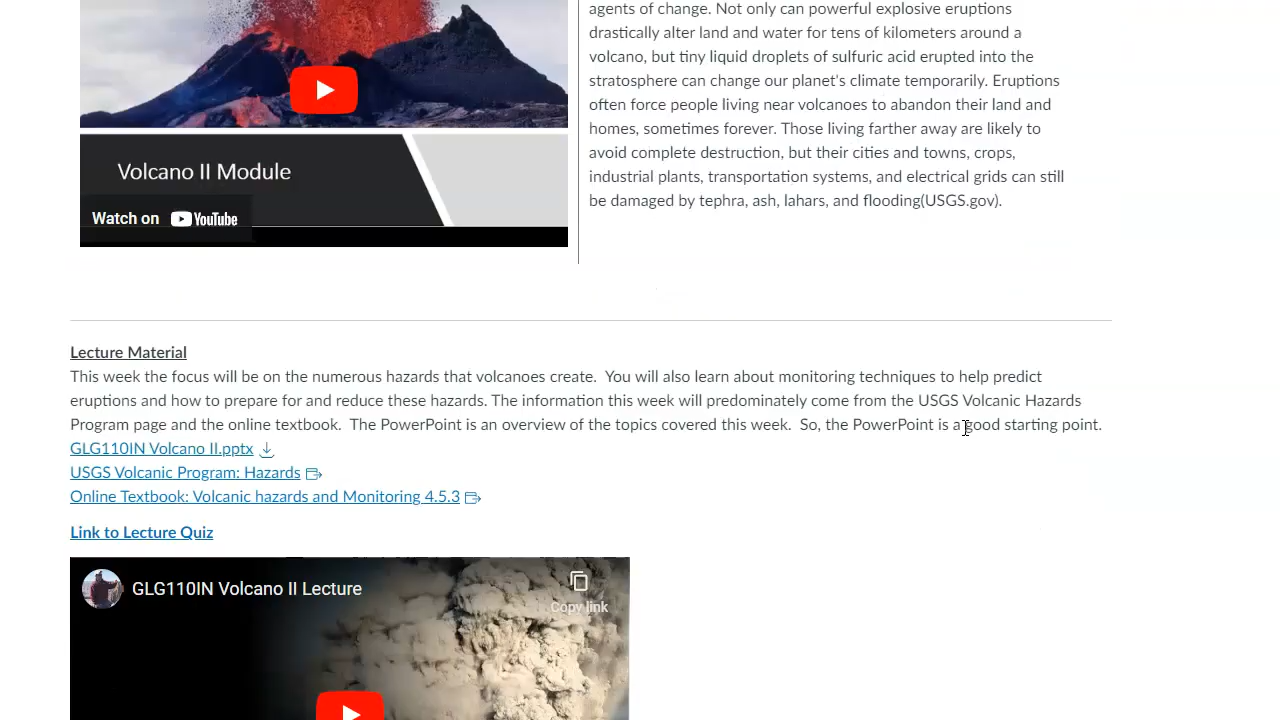 agents of change. Not only can powerful explosive eruptions
drastically alter land and water for tens of kilometers around a
volcano, but tiny liquid droplets of sulfuric acid erupted into the
stratosphere can change our planet's climate temporarily. Eruptions
often force people living near volcanoes to abandon their land and
homes, sometimes forever. Those living farther away are likely to
avoid complete destruction, but their cities and towns, crops,
industrial plants, transportation systems, and electrical grids can still
be damaged by tephra, ash, lahars, and flooding(USGS.gov).
Volcano II Module
Watch on YouTube
Lecture Material
This week the focus will be on the numerous hazards that volcanoes create.  You will also learn about monitoring techniques to help predict
eruptions and how to prepare for and reduce these hazards. The information this week will predominately come from the USGS Volcanic Hazards
Program page and the online textbook.  The PowerPoint is an overview of the topics covered this week.  So, the PowerPoint is a good starting point.
GLG110IN Volcano II.pptx
USGS Volcanic Program: Hazards
Online Textbook: Volcanic hazards and Monitoring 4.5.3
Link to Lecture Quiz
GLG110IN Volcano II Lecture
Copy link